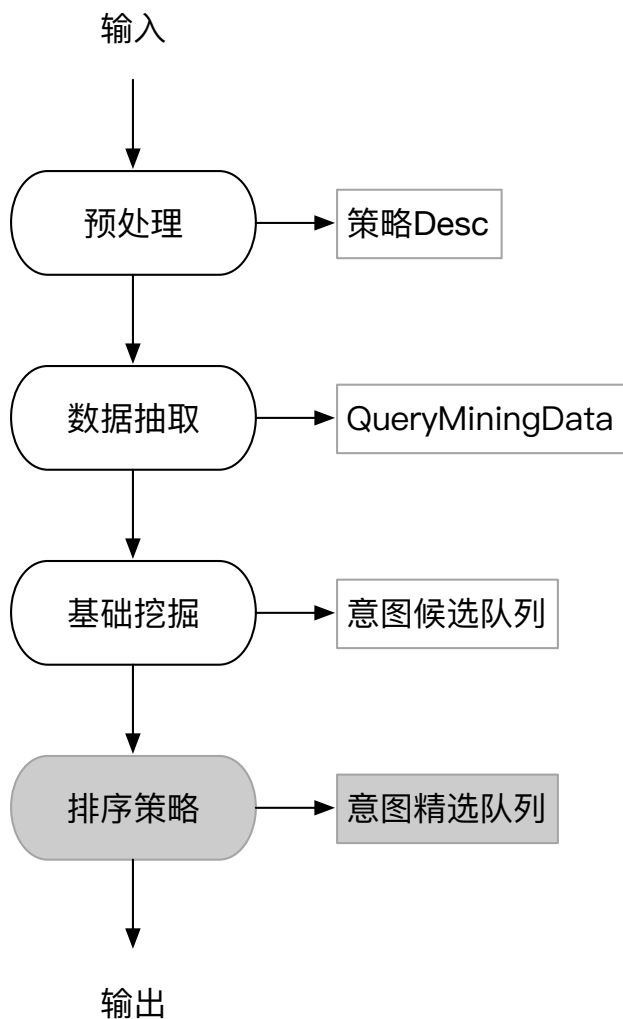 输入
预处理
策略Desc
数据抽取
QueryMiningData
基础挖掘
意图候选队列
排序策略
意图精选队列
输出